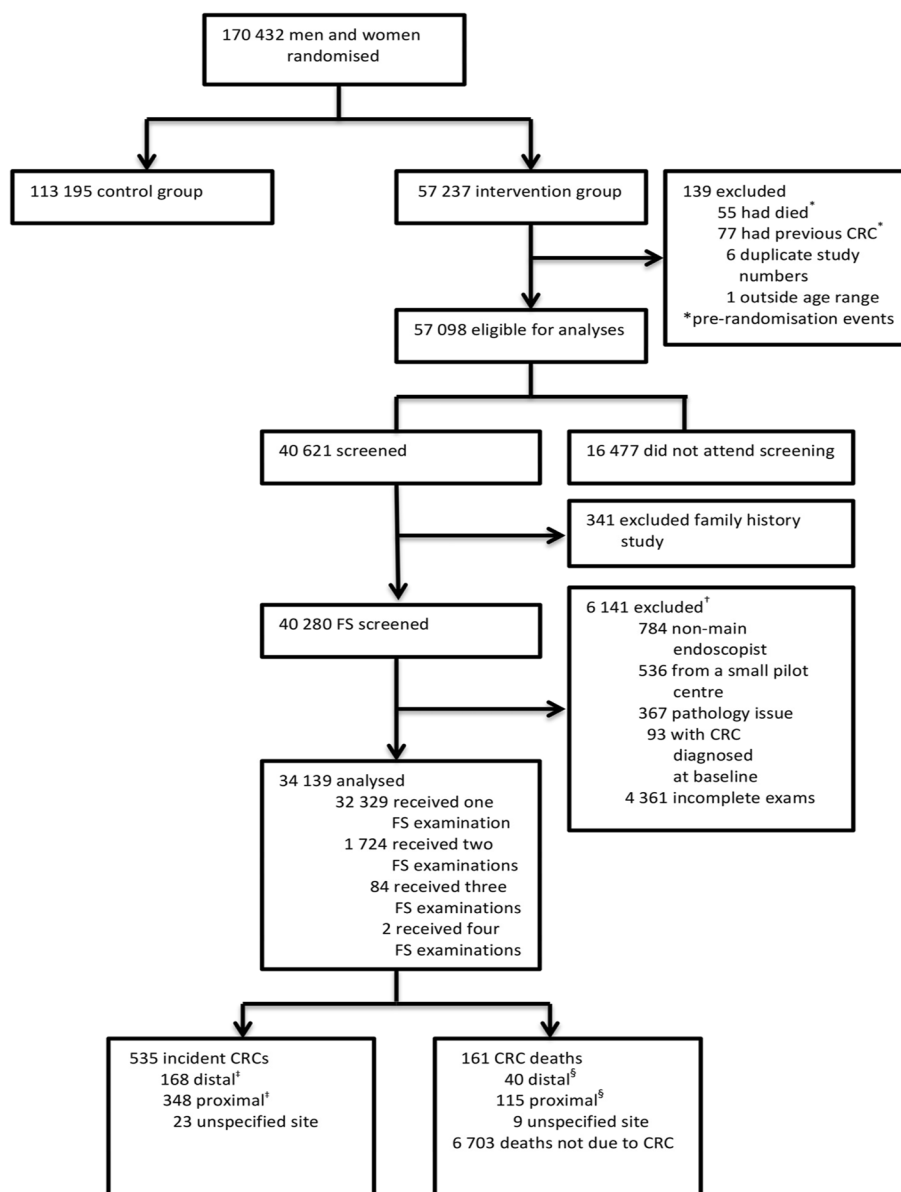 170 432 men and women
randomised
113 195 control group
57 237 intervention group
139 excluded
55 had died*
77 had previous CRC*
6 duplicate study
numbers
1 outside age range
*pre-randomisation events
57 098 eligible for analyses
40 621 screened
16 477 did not attend screening
341 excluded family history
study
40 280 FS screened
6 141 excluded†
784 non-main
endoscopist
536 from a small pilot
centre
367 pathology issue
93 with CRC
diagnosed
at baseline
4 361 incomplete exams
34 139 analysed
32 329 received one
FS examination
1 724 received two
FS examinations
84 received three
FS examinations
2 received four
FS examinations
535 incident CRCs
168 distal‡
348 proximal‡
23 unspecified site
161 CRC deaths
40 distal§
115 proximal§
9 unspecified site
6 703 deaths not due to CRC